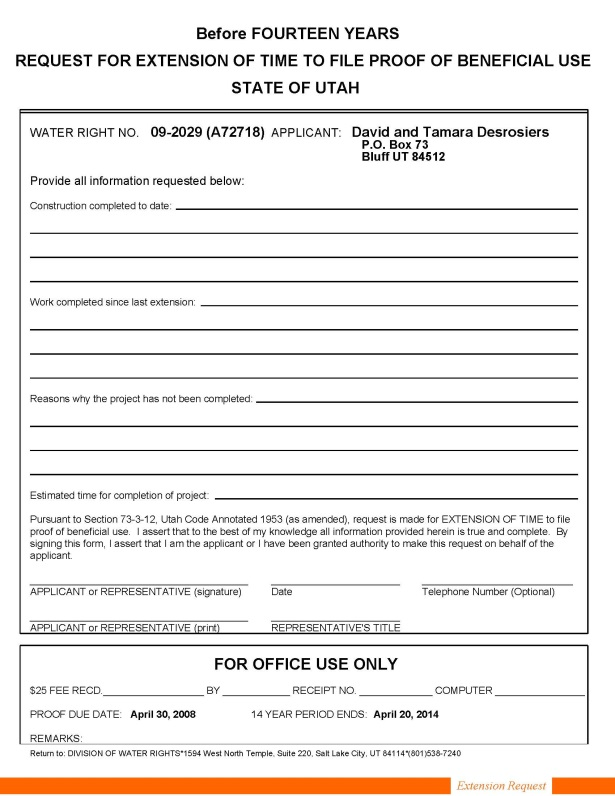 Before FOURTEEN YEARS
REQUEST FOR EXTENSION OF TIME TO FILE PROOF OF BENEFICIAL USE
STATE OF UTAH
WATER RIGHT NO. 09-2029 (A72718) APPLICANT: David and Tamara Desrosiers
P.O. Box 73
Bluff UT 84512
Provide all information requested below:
Construction completed to date:
Work completed since last extension:
Reasons why the project has not been completed:
Estimated time for completion of project:
Pursuant to Section 73-3-12, Utah Code Annotated 1953 (as amended), request is made for EXTENSION OF TIME to file
proof of beneficial use. I assert that to the best of my knowledge all information provided herein is true and complete. By
signing this form, I assert that I am the applicant or I have been granted authority to make this request on behalf of the
applicant.
APPLICANT or REPRESENTATIVE (signature) Date Telephone Number (Optional)
APPLICANT or REPRESENTATIVE (print) REPRESENTATIVE'S TITLE
FOR OFFICE USE ONLY
$25 FEE RECD. BY RECEIPT NO. COMPUTER
PROOF DUE DATE: April 30, 2008 14 YEAR PERIOD ENDS: April 20, 2014
REMARKS:
Return to: DIVISION OF WATER RIGHTS*1594 West North Temple, Suite 220, Salt Lake City, UT 84114*(801)538-7240
Extension Request